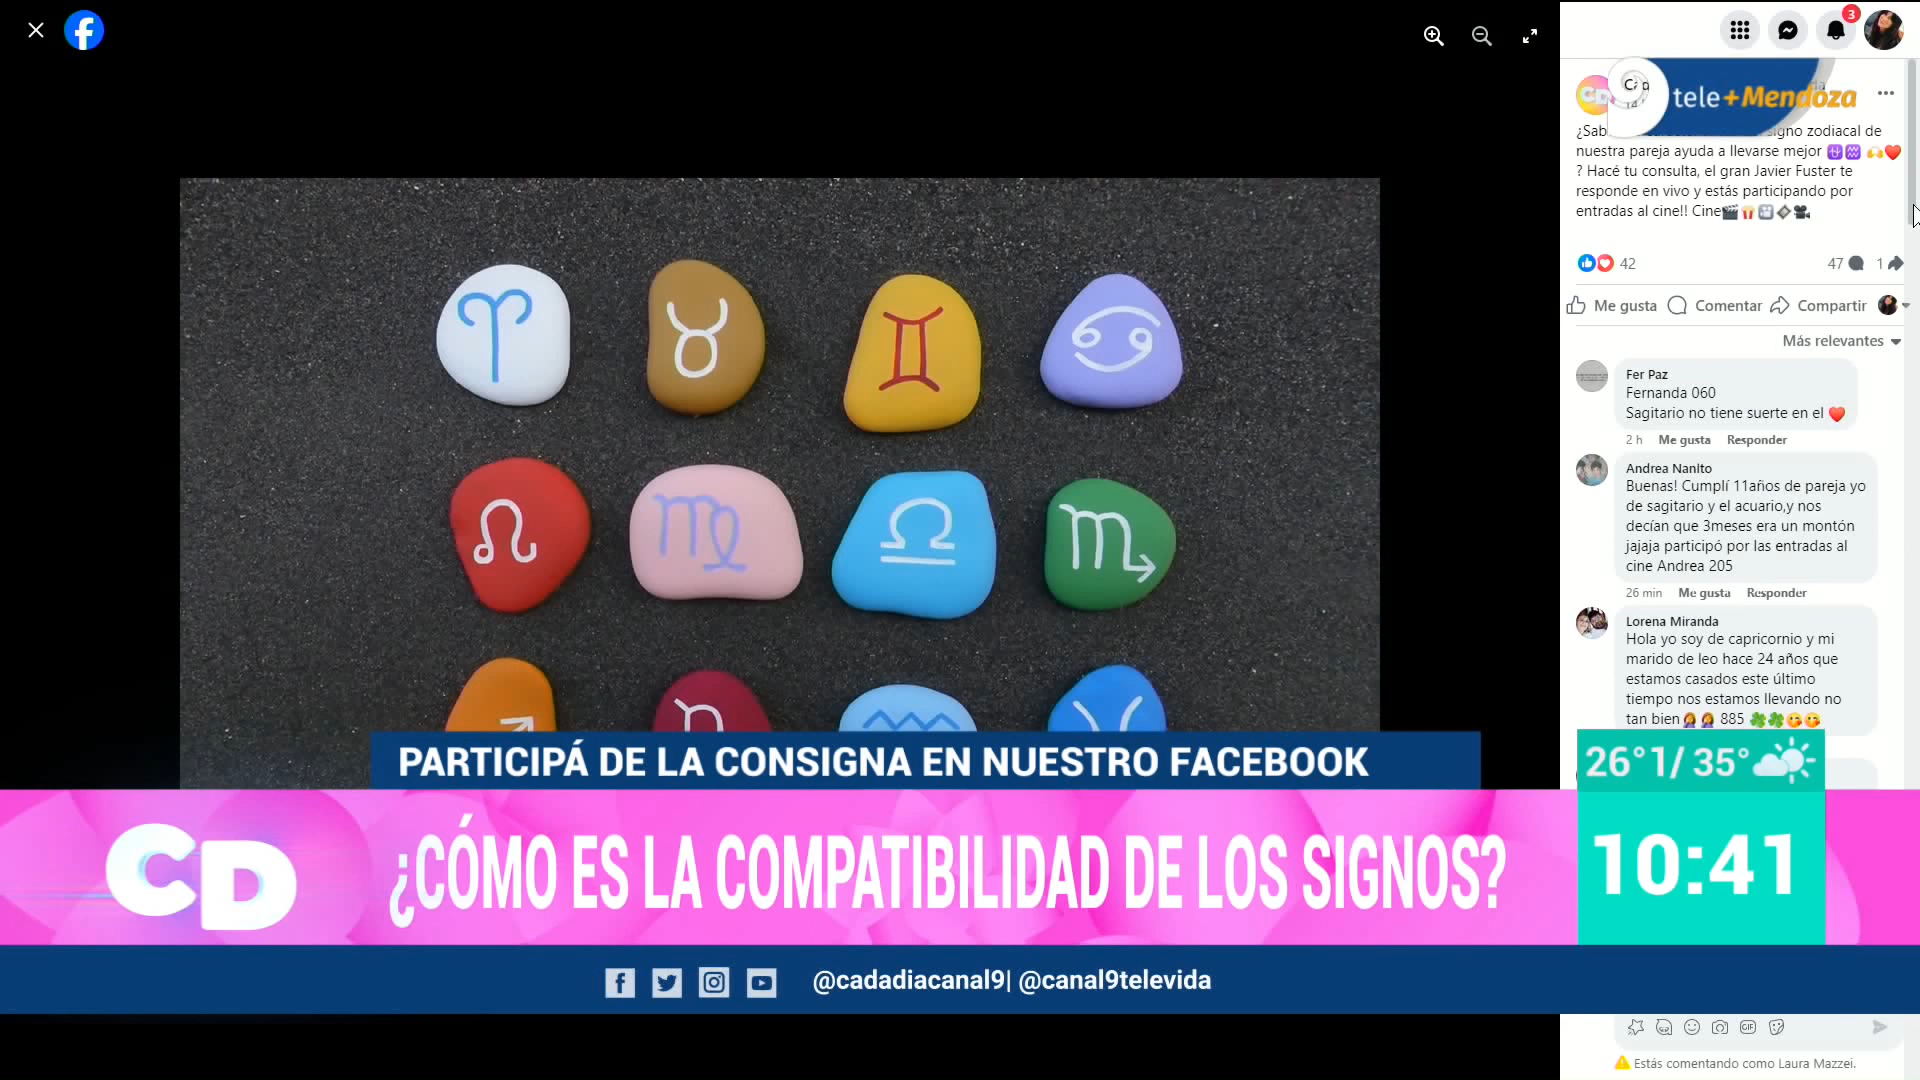 3
tele+Mendoza
signo zodiacal de
nuestra pareja ayuda a llevarse mejor ⛎♒ 🙌❤️
? Hacé tu consulta, el gran Javier Fuster te
responde en vivo y estás participando por
entradas al cine!! Cine🎬🍿🎦🎟️🎥
42
47
1
Me gusta
Comentar
Compartir
Más relevantes
Fer Paz
Fernanda 060
Sagitario no tiene suerte en el ❤️
2 h Me gusta Responder
Andrea Nanito
Buenas! Cumplí 11años de pareja yo
de sagitario y el acuario,y nos
decían que 3meses era un montón
jajaja participó por las entradas al
cine Andrea 205
26 min Me gusta Responder
Lorena Miranda
Hola yo soy de capricornio y mi
marido de leo hace 24 años que
estamos casados este último
tiempo nos estamos llevando no
tan bien🤦‍♀️🤦‍♀️ 885 🍀🍀😋😋
PARTICIPÁ DE LA CONSIGNA EN NUESTRO FACEBOOK
26°1/ 35°
CD
¿CÓMO ES LA COMPATIBILIDAD DE LOS SIGNOS?
10:41
@cadadiacanal9| @canal9televida
GIF
Estás comentando como Laura Mazzei.